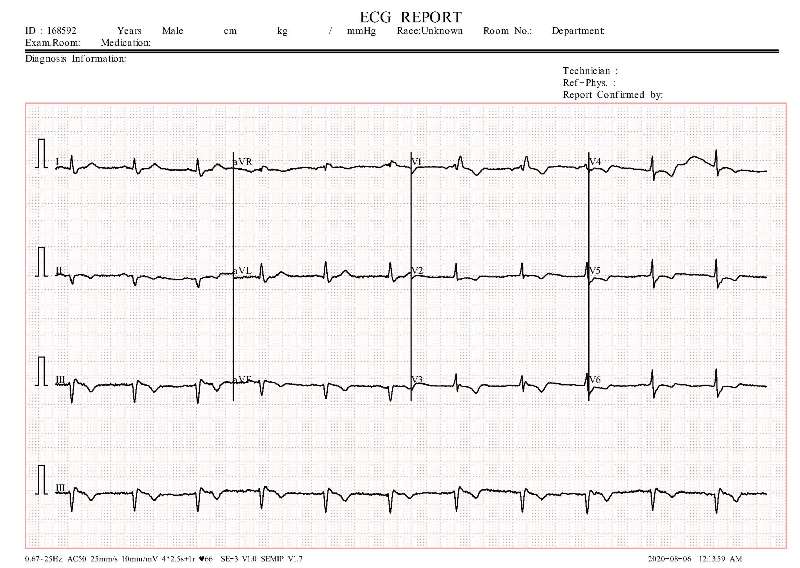 ECG REPORT
ID : 168592 Years Male cm kg / mmHg Race:Unknown Room No.: Department:
Exam.Room: Medication:
Diagnosis Information:
Technician :
Ref-Phys. :
Report Confirmed by:
I aVR V1 V4
II aVL V2 V5
III aVF V3 V6
III
0.67~25Hz AC50 25mm/s 10mm/mV 4*2.5s+1r ♥66 SE-3 V1.0 SEMIP V1.7 2020-08-06 12:13:59 AM